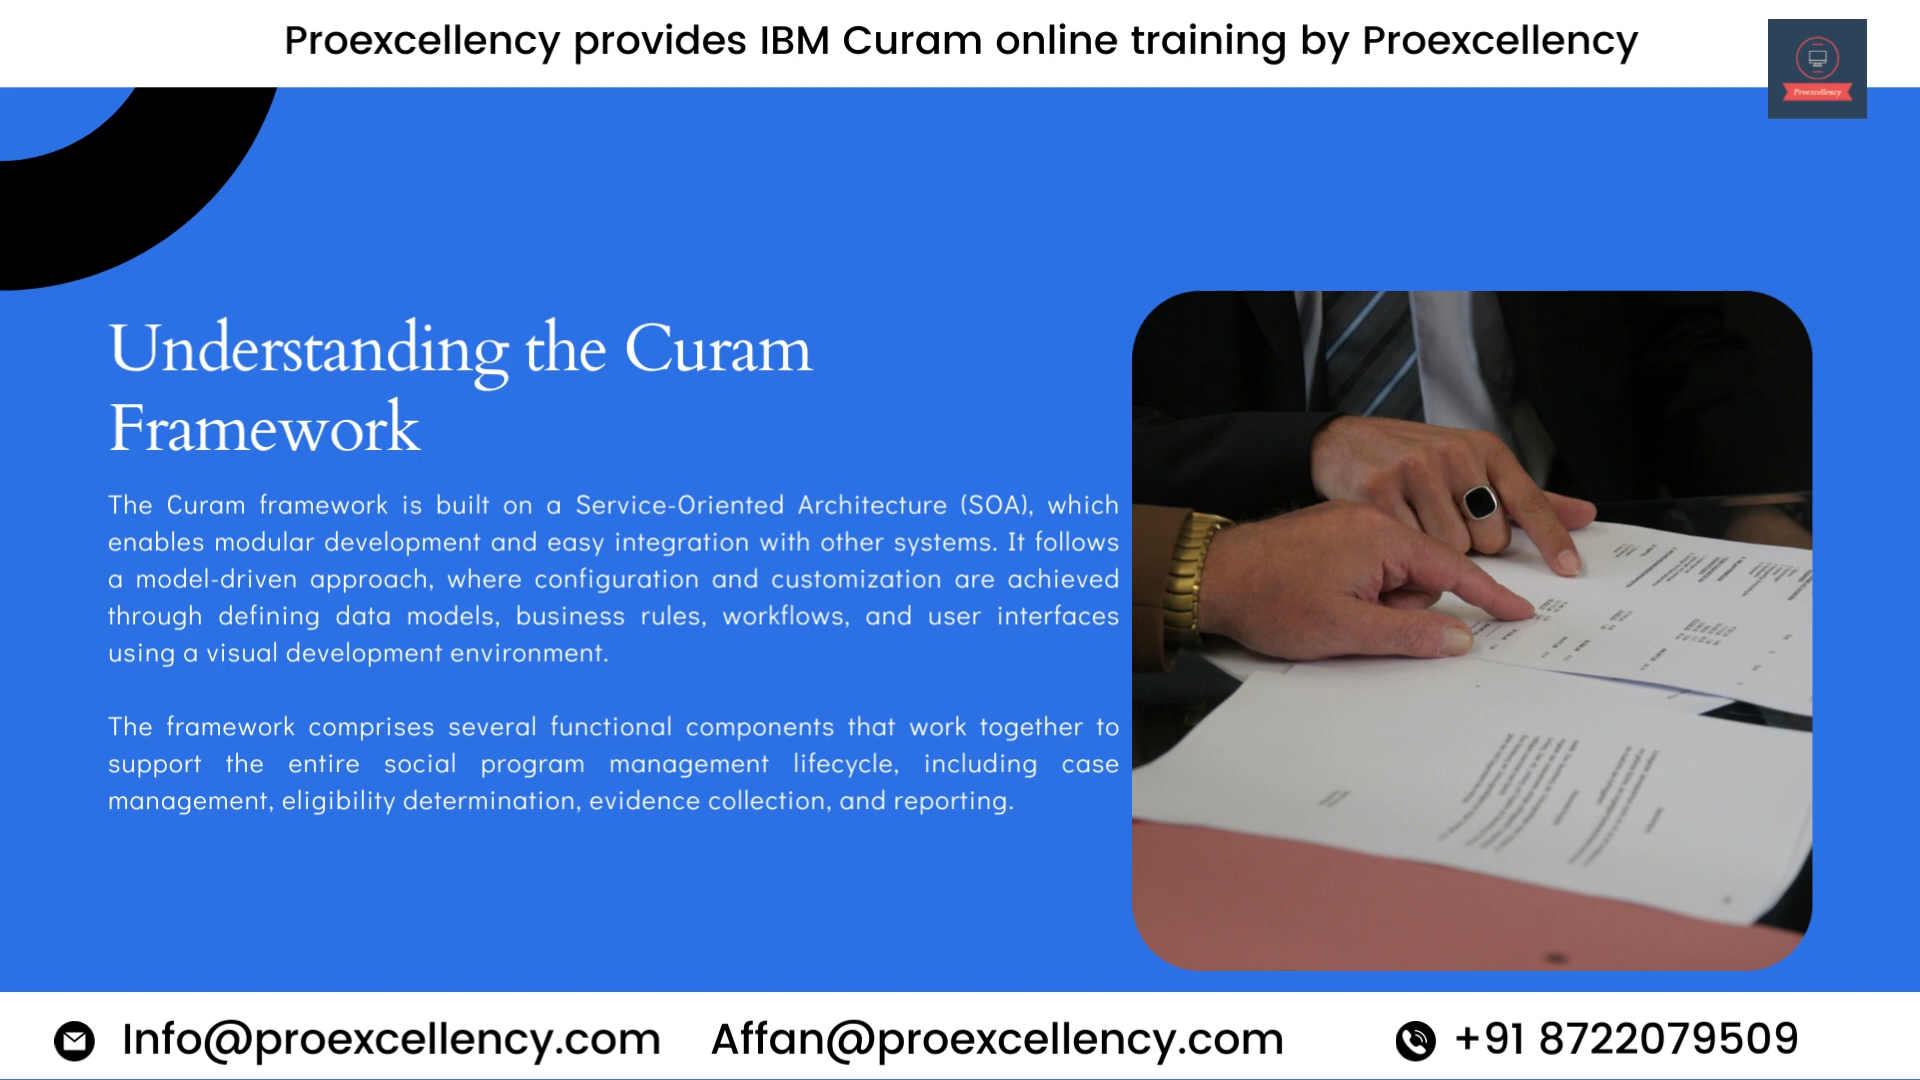 Proexcellency provides IBM Curam online training by Proexcellency
Proexcellency
Understanding the Curam
Framework
The Curam framework is built on a Service-Oriented Architecture (SOA), which
enables modular development and easy integration with other systems. It follows
a model-driven approach, where configuration and customization are achieved
through defining data models, business rules, workflows, and user interfaces
using a visual development environment.
The framework comprises several functional components that work together to
support the entire social program management lifecycle, including case
management, eligibility determination, evidence collection, and reporting.
Info@proexcellency.com
Affan@proexcellency.com
+91 8722079509